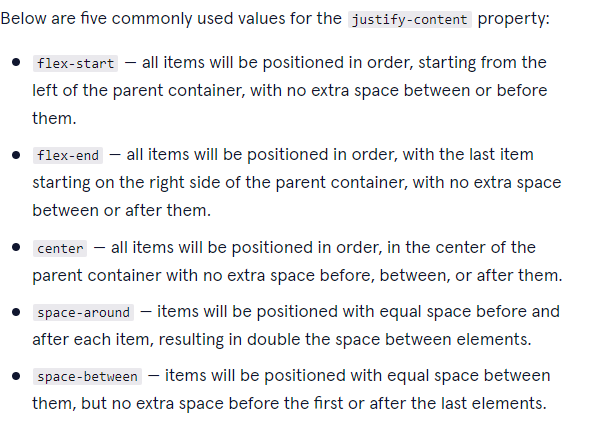 Below are five commonly used values for the justify-content property:
• flex-start — all items will be positioned in order, starting from the
left of the parent container, with no extra space between or before
them.
• flex-end — all items will be positioned in order, with the last item
starting on the right side of the parent container, with no extra space
between or after them.
• center — all items will be positioned in order, in the center of the
parent container with no extra space before, between, or after them.
• space-around — items will be positioned with equal space before and
after each item, resulting in double the space between elements.
• space-between — items will be positioned with equal space between
them, but no extra space before the first or after the last elements.